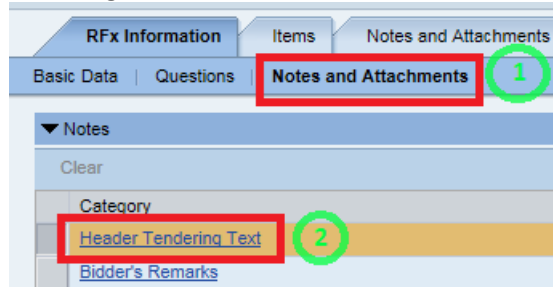 RFx Information Items Notes and Attachments
Basic Data | Questions | Notes and Attachments 1
Notes
Clear
Category
Header Tendering Text 2
Bidder's Remarks